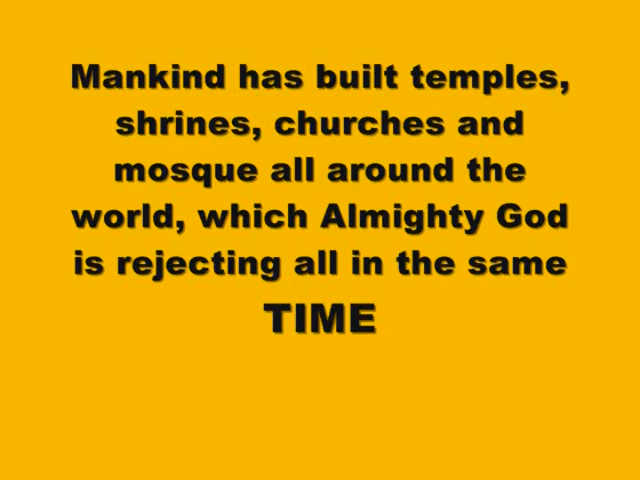 Mankind has built temples,
shrines, churches and
mosque all around the
world, which Almighty God
is rejecting all in the same
TIME